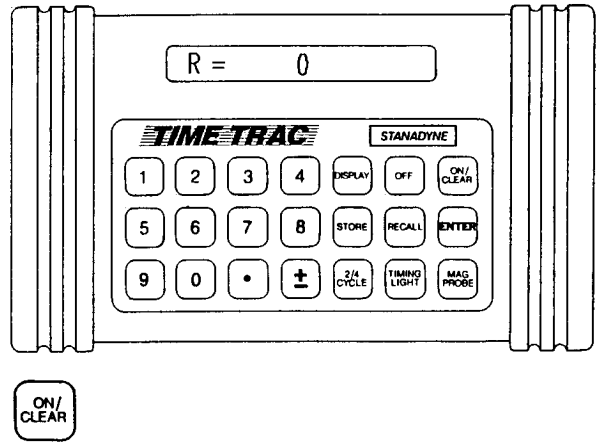 R = 0
TIME TRAC STANADYNE
1 2 3 4 DISPLAY OFF ON/CLEAR
5 6 7 8 STORE RECALL ENTER
9 0 • ± 2/4 CYCLE TIMING LIGHT MAG PROBE
ON/CLEAR